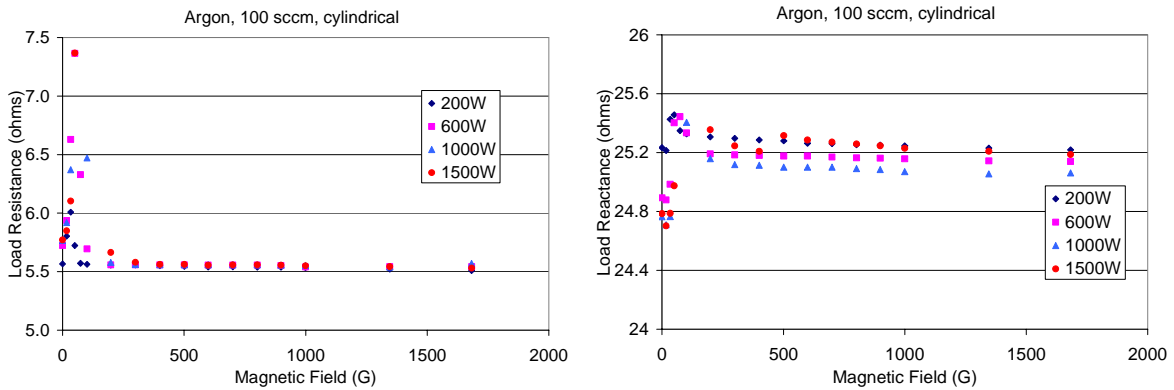 Argon, 100 sccm, cylindrical
7.5
7.0
6.5
6.0
5.5
5.0
Load Resistance (ohms)
0
500
1000
1500
2000
Magnetic Field (G)
200W
600W
1000W
1500W
Argon, 100 sccm, cylindrical
26
25.6
25.2
24.8
24.4
24
Load Reactance (ohms)
0
500
1000
1500
2000
Magnetic Field (G)
200W
600W
1000W
1500W